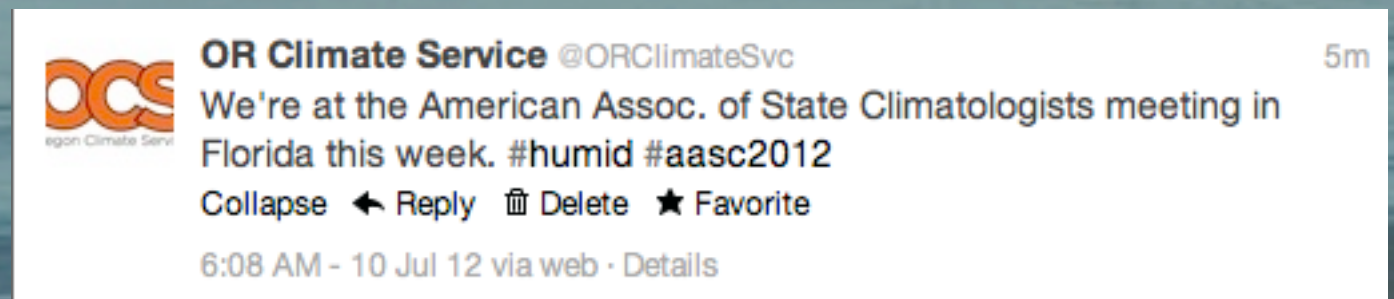 OCS
egon Climate Servi
OR Climate Service @ORClimateSvc 5m
We're at the American Assoc. of State Climatologists meeting in
Florida this week. #humid #aasc2012
Collapse Reply Delete Favorite
6:08 AM - 10 Jul 12 via web · Details